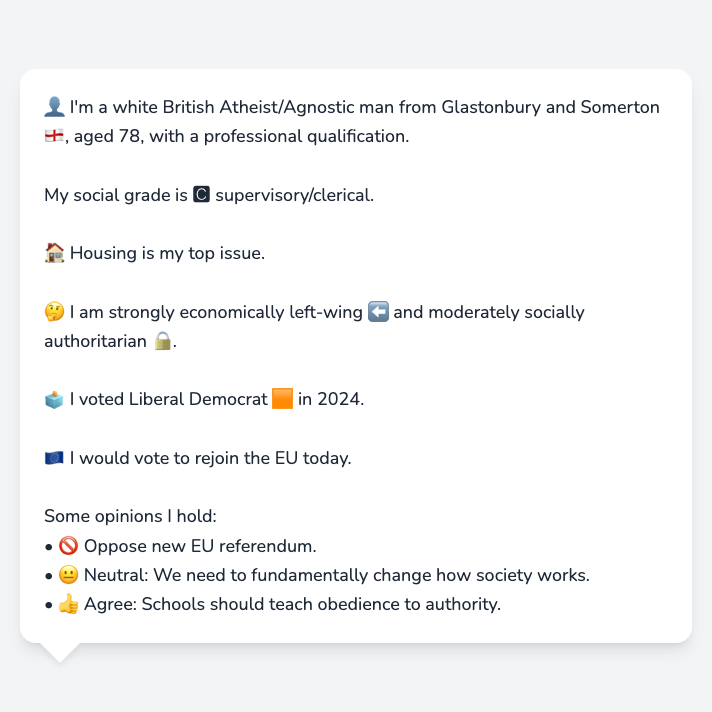 👤 I'm a white British Atheist/Agnostic man from Glastonbury and Somerton
🏴󠁧󠁢󠁥󠁮󠁧󠁿, aged 78, with a professional qualification.
My social grade is 🅲 supervisory/clerical.
🏠 Housing is my top issue.
🤔 I am strongly economically left-wing ⬅️ and moderately socially
authoritarian 🔒.
🗳️ I voted Liberal Democrat 🟧 in 2024.
🇪🇺 I would vote to rejoin the EU today.
Some opinions I hold:
• 🚫 Oppose new EU referendum.
• 😐 Neutral: We need to fundamentally change how society works.
• 👍 Agree: Schools should teach obedience to authority.